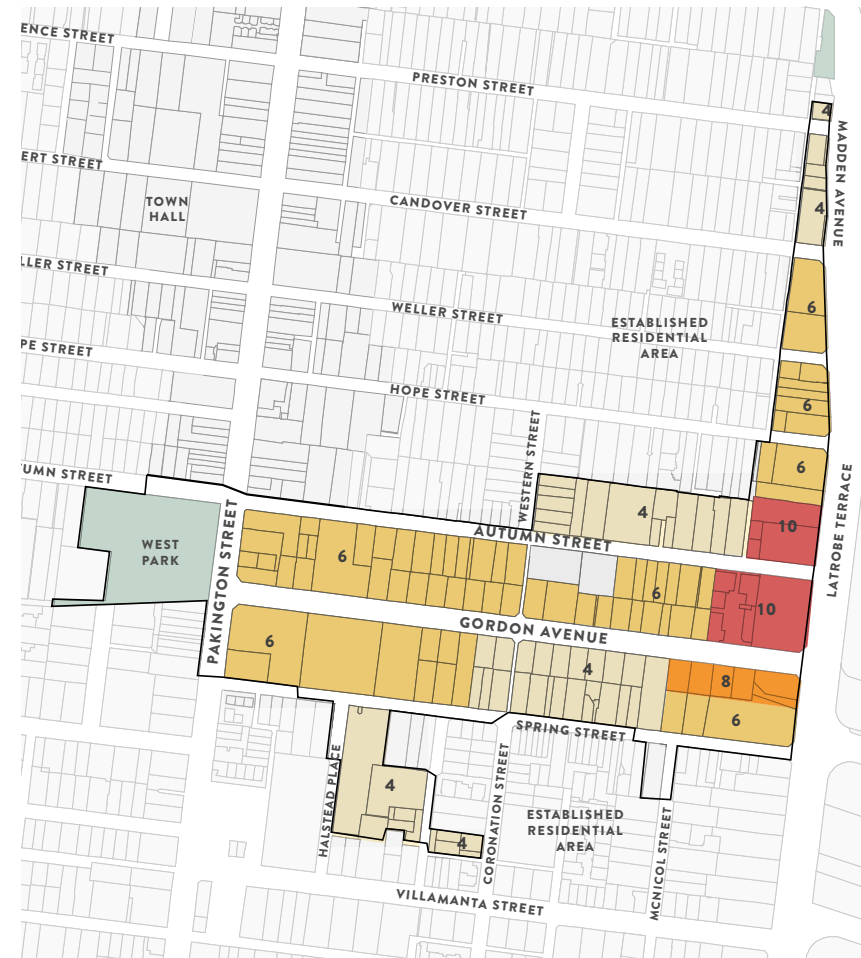 ENCE STREET
PRESTON STREET
4
MADDEN AVENUE
ERT STREET
TOWN
HALL
CANDOVER STREET
4
LLER STREET
WELLER STREET
6
ESTABLISHED
RESIDENTIAL
AREA
PE STREET
HOPE STREET
6
WESTERN STREET
6
UMN STREET
4
10
LATROBE TERRACE
AUTUMN STREET
WEST
PARK
PAKINGTON STREET
6
6
10
GORDON AVENUE
6
4
8
6
SPRING STREET
HALSTEAD PLACE
4
CORONATION STREET
4
ESTABLISHED
RESIDENTIAL
AREA
MCNICOL STREET
VILLAMANTA STREET